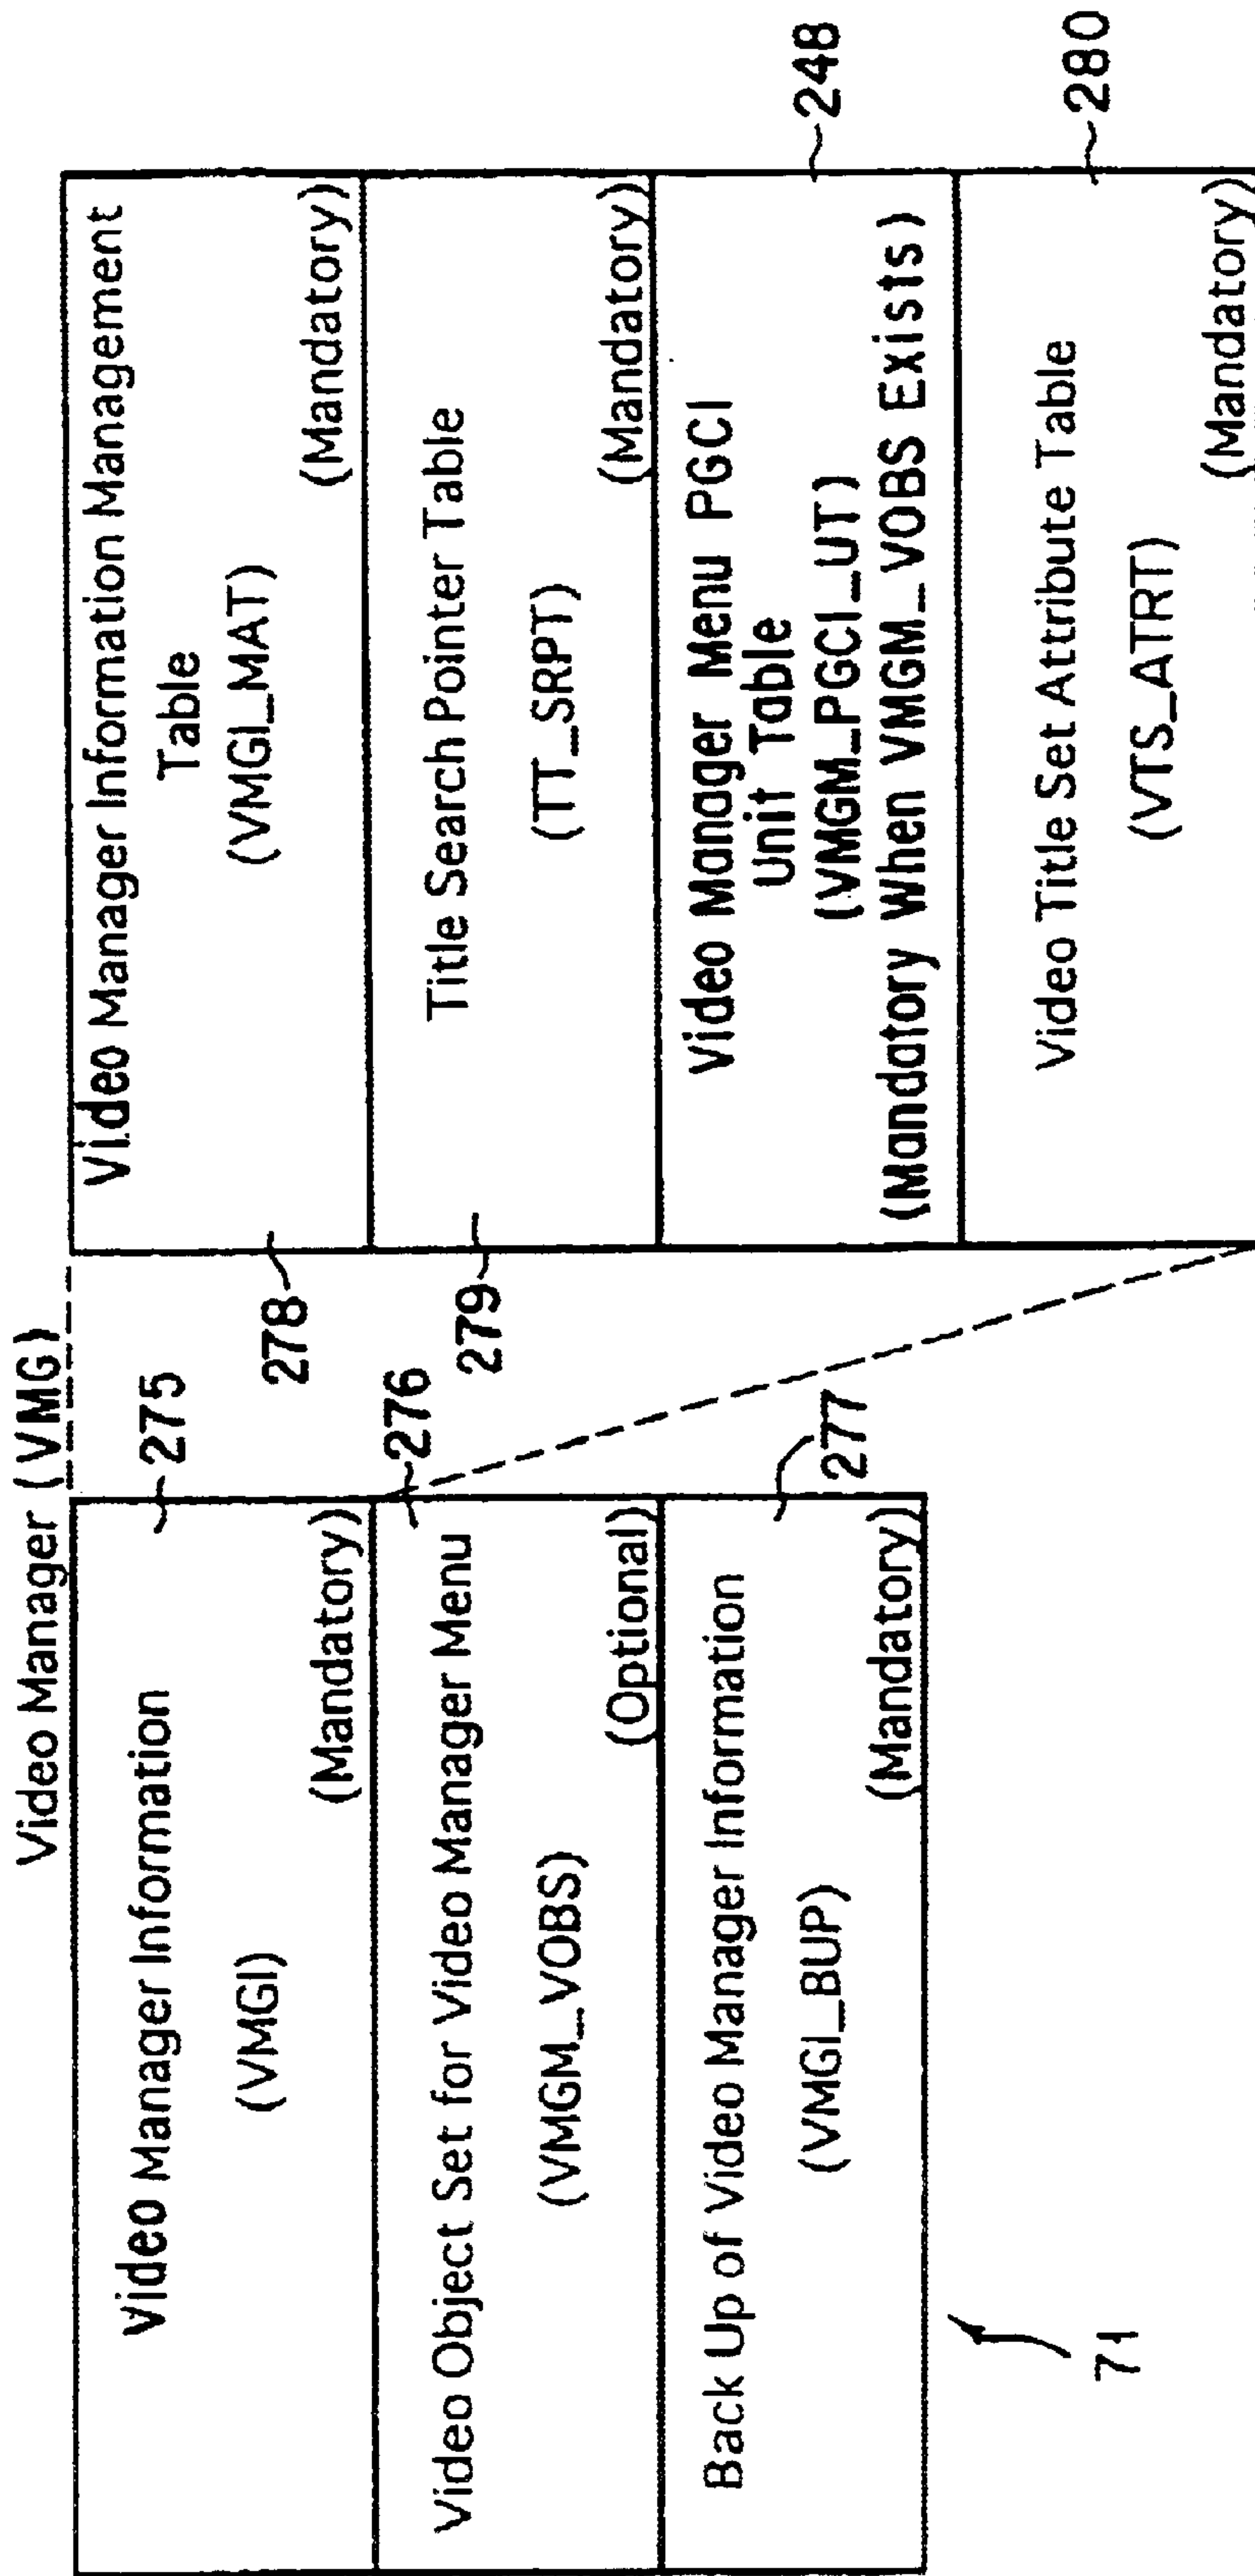 Video Manager (VMG)
Video Manager Information
(VMGI)
(Mandatory)
275
Video Object Set for Video Manager Menu
(VMGM_VOBS)
(Optional)
276
Back Up of Video Manager Information
(VMGI_BUP)
(Mandatory)
277
71
Video Manager Information Management
Table
(VMGI_MAT)
(Mandatory)
278
Title Search Pointer Table
(TT_SRPT)
(Mandatory)
279
Video Manager Menu PGCI
Unit Table
(VMGM_PGCI_UT)
(Mandatory When VMGM_VOBS Exists)
248
Video Title Set Attribute Table
(VTS_ATRT)
(Mandatory)
280